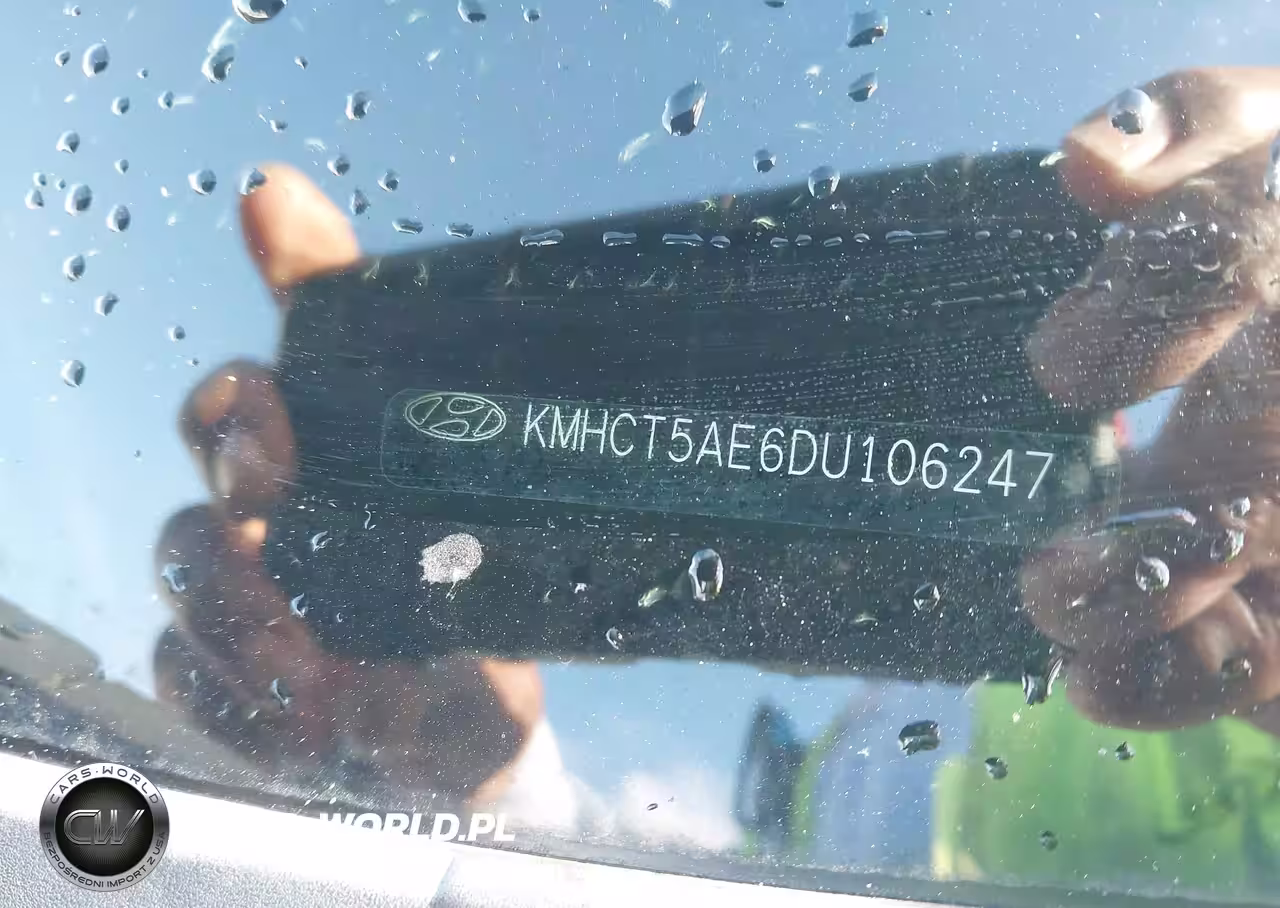 KMHCT5AE6DU106247
WORLD.PL
CARS-WORLD
CW
BEZPOŚREDNI IMPORT Z USA